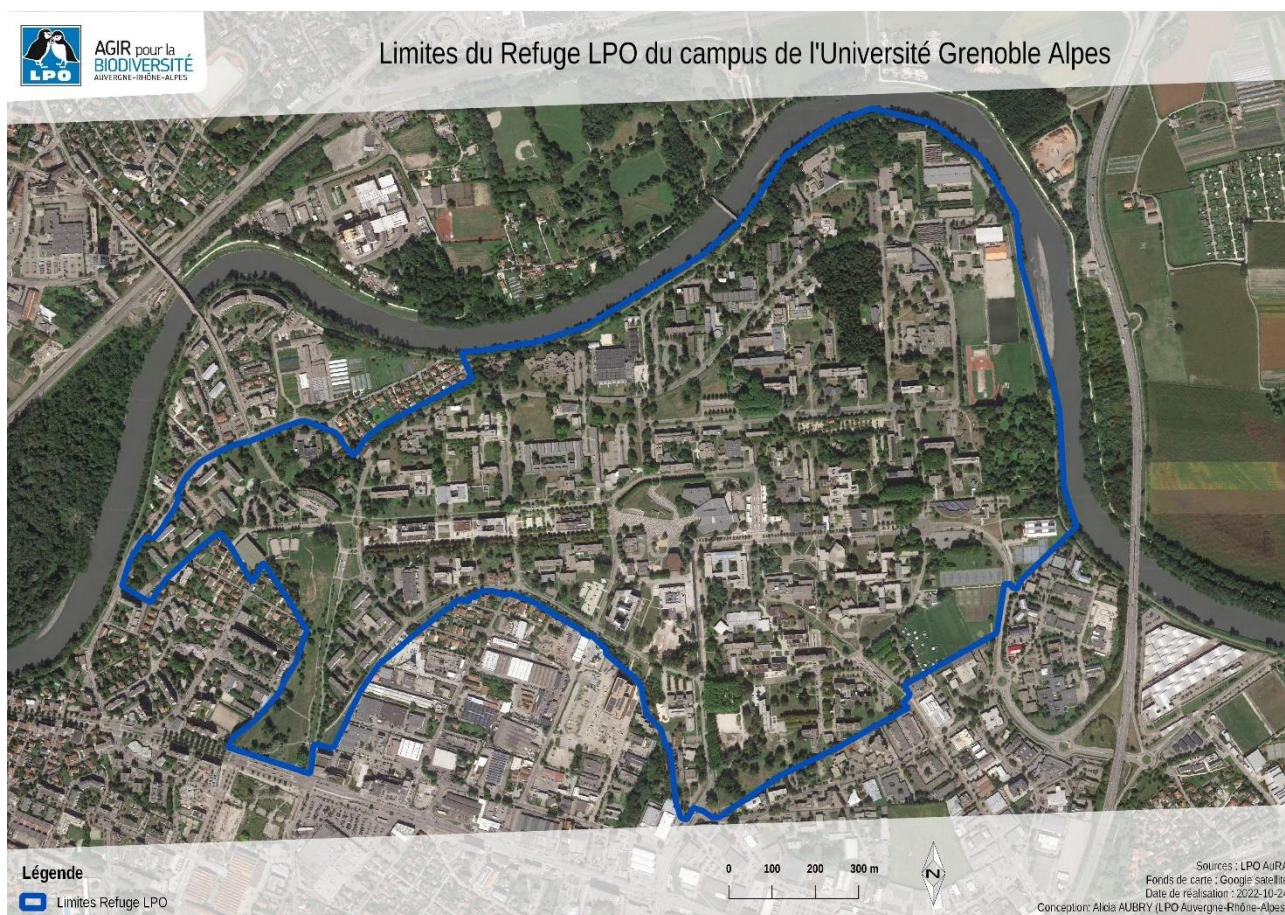 LPO
AGIR pour la
BIODIVERSITÉ
AUVERGNE-RHÔNE-ALPES
Limites du Refuge LPO du campus de l'Université Grenoble Alpes
Légende
Limites Refuge LPO
0 100 200 300 m
N
Sources : LPO AuRA
Fonds de carte : Google satellite
Date de réalisation : 2022-10-24
Conception: Alicia AUBRY (LPO Auvergne-Rhône-Alpes